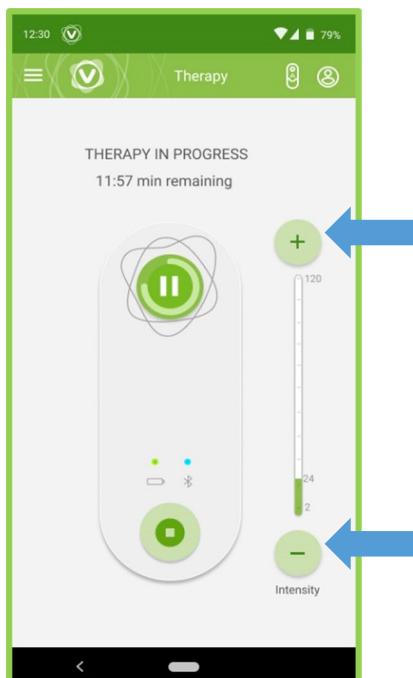 12:30
79%
V
Therapy
THERAPY IN PROGRESS
11:57 min remaining
+
120
24
2
−
Intensity